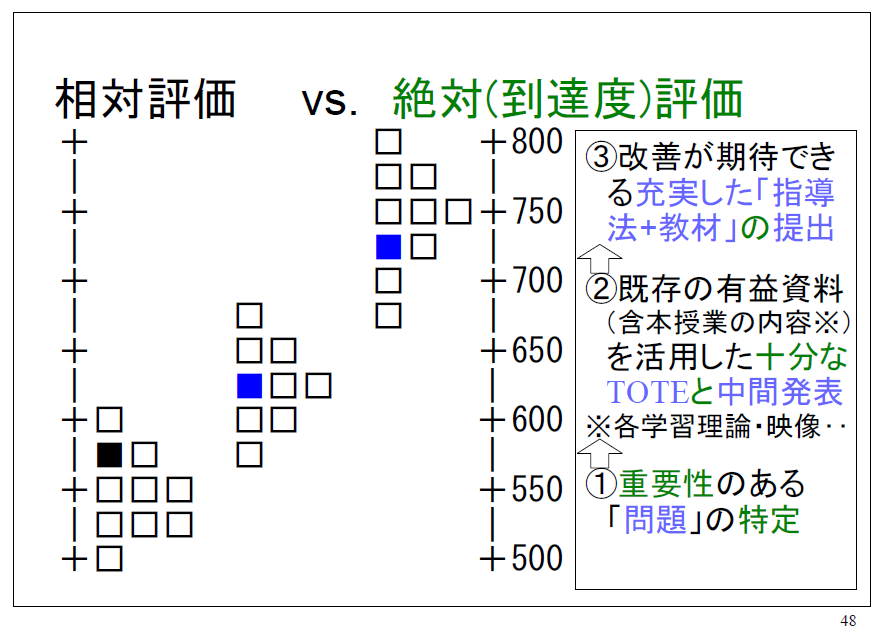 相対評価　vs. 絶対(到達度)評価
＋　□　＋800
｜　□□　｜
＋　□□□＋750
｜　■□　｜
＋　□　＋700
｜　□　□　｜
＋　□□　＋650
｜　■□□　｜
＋□　□□　＋600
｜■□　□　｜
＋□□□　＋550
｜□□□　｜
＋□　＋500
③改善が期待でき
る充実した「指導
法+教材」の提出
②既存の有益資料
（含本授業の内容※）
を活用した十分な
TOTEと中間発表
※各学習理論・映像‥
①重要性のある
「問題」の特定
48